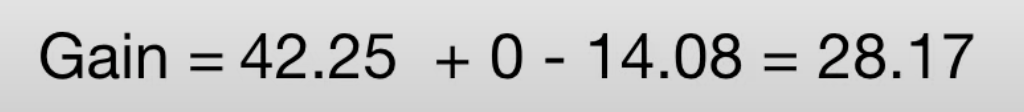 Gain = 42.25 + 0 - 14.08 = 28.17